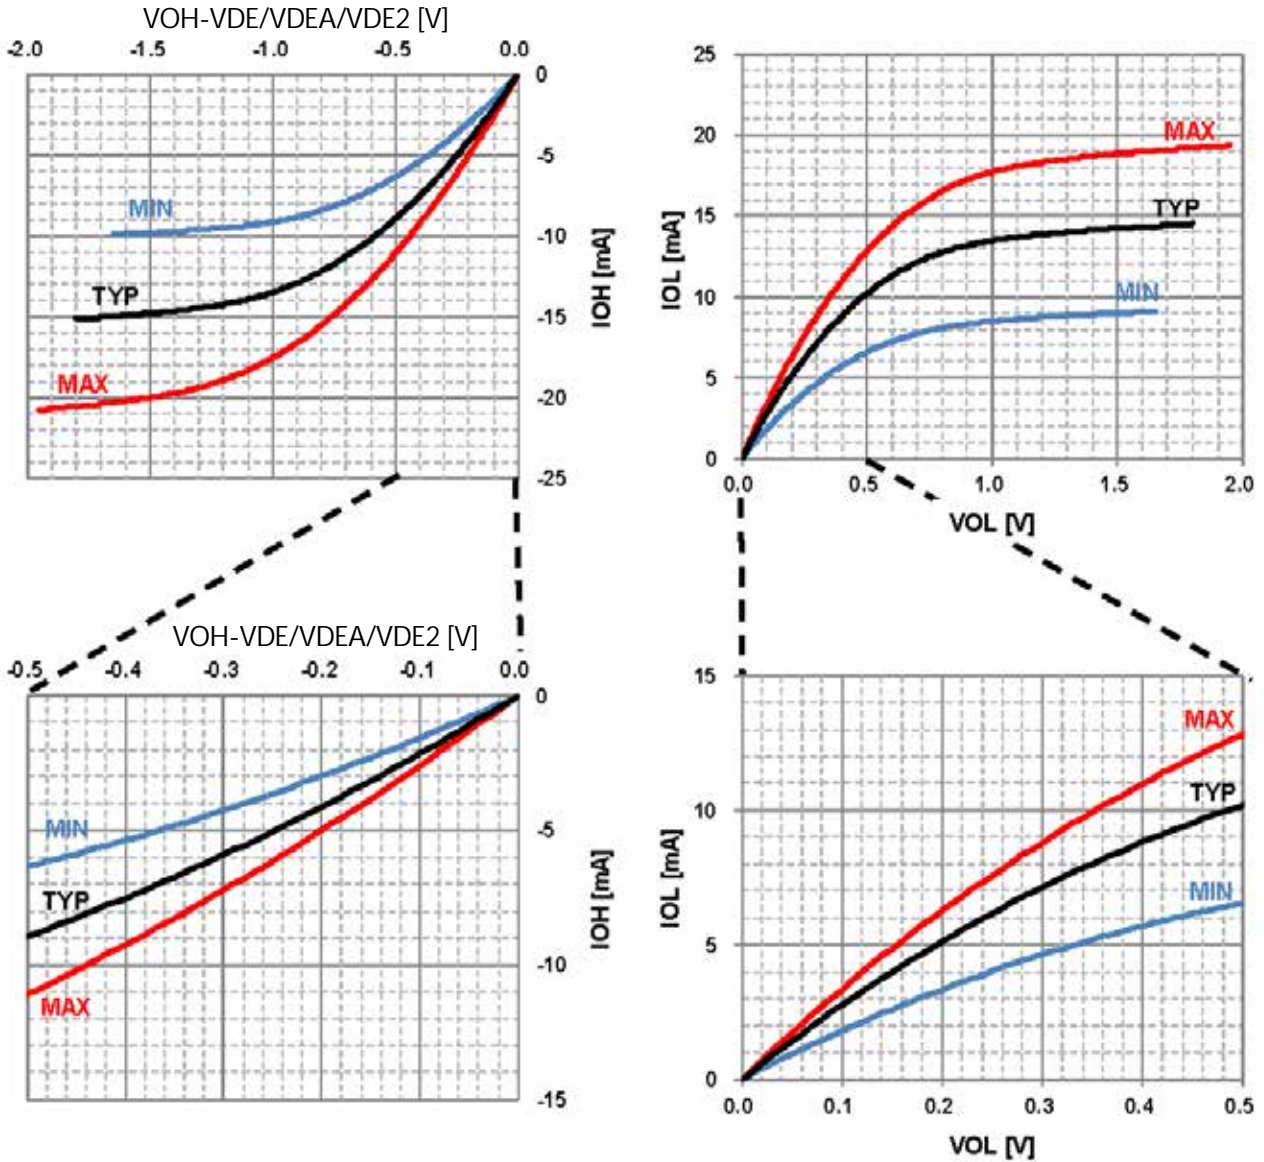 VOH-VDE/VDEA/VDE2 [V]
-2.0 -1.5 -1.0 -0.5 0.0
0
-5
-10
-15
-20
-25
IOH [mA]
MIN
TYP
MAX
25
20
15
10
5
0
IOL [mA]
MAX
TYP
MIN
0.0 0.5 1.0 1.5 2.0
VOL [V]
VOH-VDE/VDEA/VDE2 [V]
-0.5 -0.4 -0.3 -0.2 -0.1 0.0
0
-5
-10
-15
IOH [mA]
MIN
TYP
MAX
15
10
5
0
IOL [mA]
MAX
TYP
MIN
0.0 0.1 0.2 0.3 0.4 0.5
VOL [V]